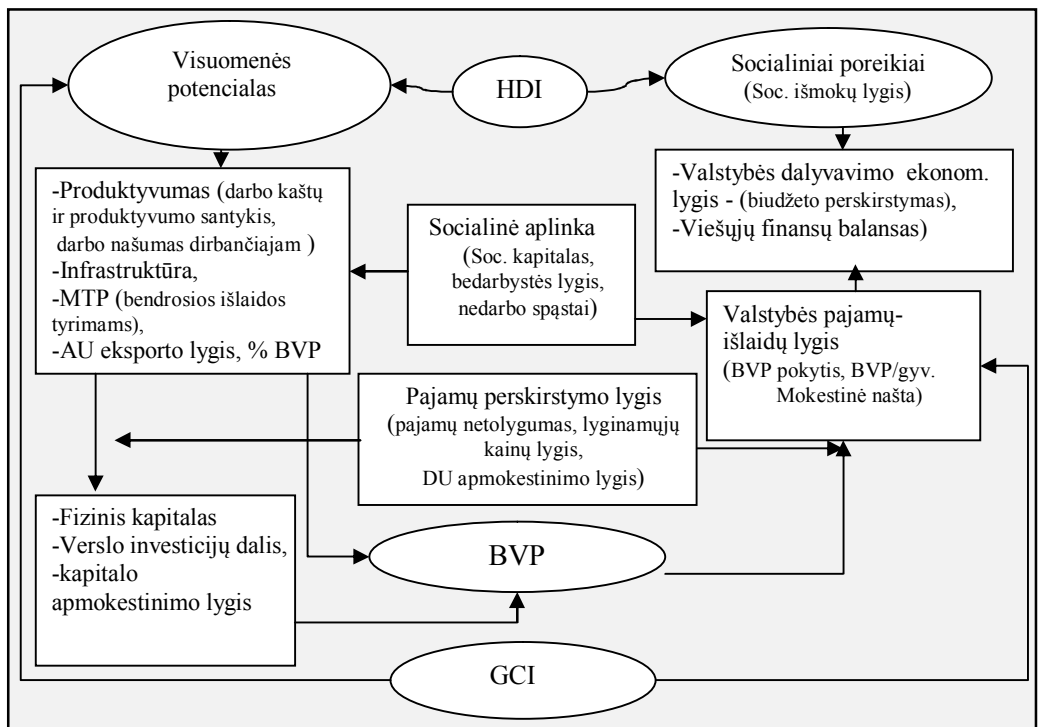 Visuomenės
potencialas
HDI
Socialiniai poreikiai
(Soc. išmokų lygis)
-Produktyvumas (darbo kaštų
ir produktyvumo santykis,
darbo našumas dirbančiajam )
-Infrastruktūra,
-MTP (bendrosios išlaidos
tyrimams),
-AU eksporto lygis, % BVP
Socialinė aplinka
(Soc. kapitalas,
bedarbystės lygis,
nedarbo spąstai)
-Valstybės dalyvavimo ekonom.
lygis - (biudžeto perskirstymas),
-Viešųjų finansų balansas)
Valstybės pajamų-
išlaidų lygis
(BVP pokytis, BVP/gyv.
Mokestinė našta)
Pajamų perskirstymo lygis
(pajamų netolygumas, lyginamųjų
kainų lygis,
DU apmokestinimo lygis)
-Fizinis kapitalas
-Verslo investicijų dalis,
-kapitalo
apmokestinimo lygis
BVP
GCI